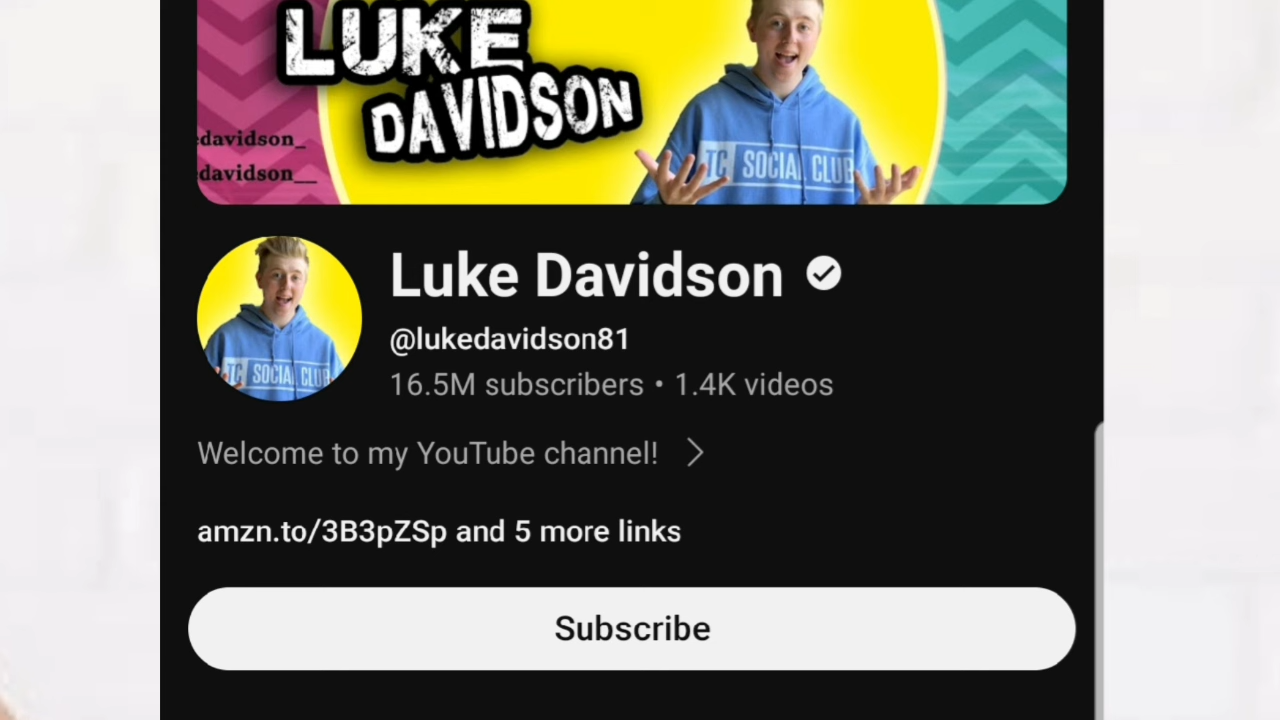 LUKE
DAVIDSON
edavidson_
davidson__
TC SOCIAL CLUB
Luke Davidson
@lukedavidson81
16.5M subscribers • 1.4K videos
TC SOCIAL CLUB
Welcome to my YouTube channel!
amzn.to/3B3pZSp and 5 more links
Subscribe